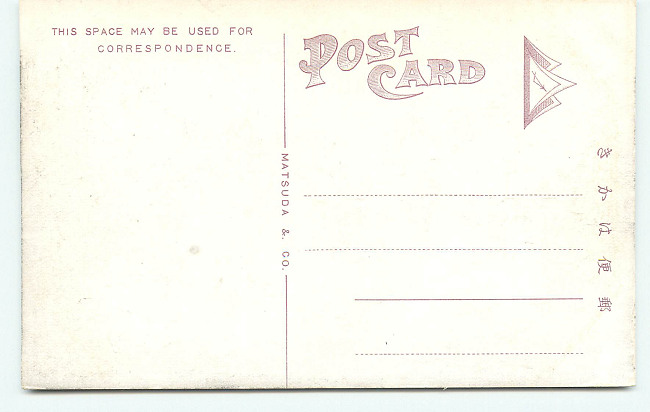 THIS SPACE MAY BE USED FOR
CORRESPONDENCE.
POST
CARD
MATSUDA & CO.
郵便はかき